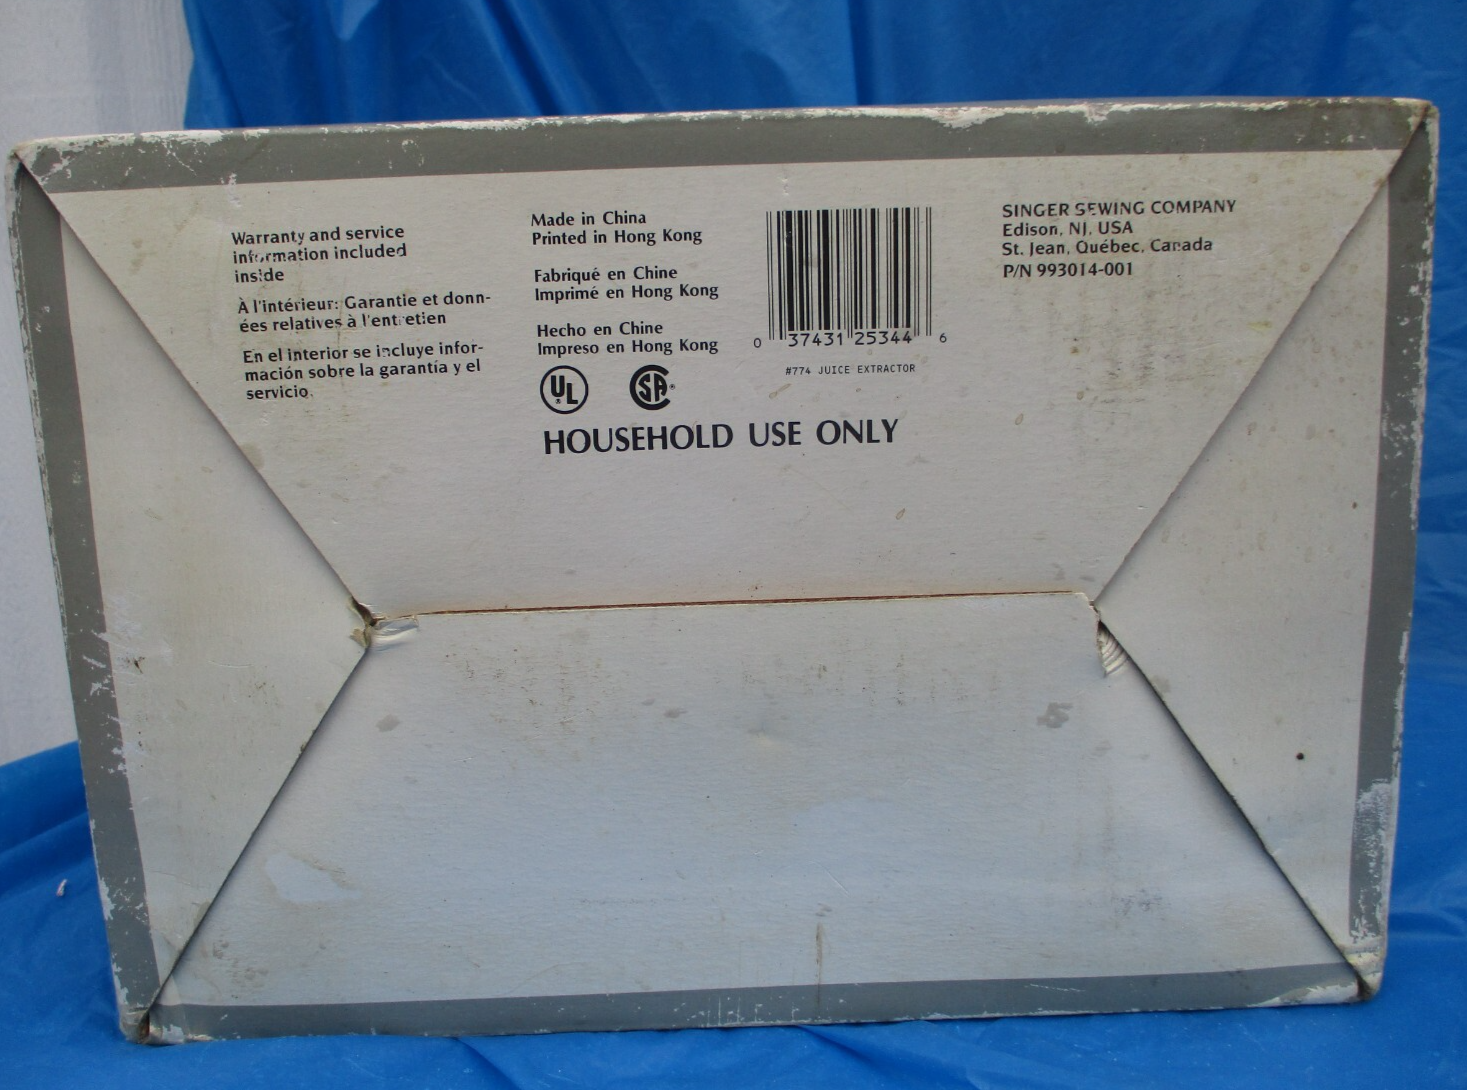 Warranty and service
information included
inside
À l'intérieur: Garantie et donn-
ées relatives à l'entretien
En el interior se incluye infor-
mación sobre la garantía y el
servicio.
Made in China
Printed in Hong Kong
Fabriqué en Chine
Imprimé en Hong Kong
Hecho en Chine
Impreso en Hong Kong
UL
SA
HOUSEHOLD USE ONLY
0 37431 25344 6
#774 JUICE EXTRACTOR
SINGER SEWING COMPANY
Edison, NJ, USA
St. Jean, Québec, Canada
P/N 993014-001